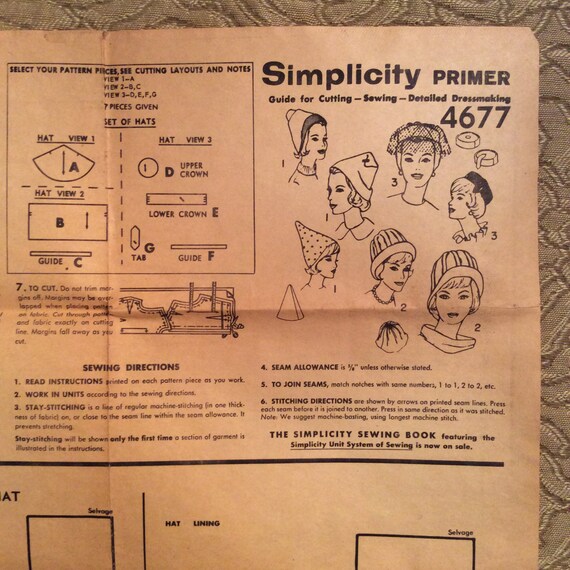 SELECT YOUR PATTERN PIECES, SEE CUTTING LAYOUTS AND NOTES
VIEW 1—A
VIEW 2—B,C
VIEW 3—D,E,F,G
7 PIECES GIVEN
SET OF HATS
HAT VIEW 1
A
HAT VIEW 2
B
GUIDE C
HAT VIEW 3
D UPPER CROWN
LOWER CROWN E
G
TAB
GUIDE F
Simplicity PRIMER
Guide for Cutting — Sewing — Detailed Dressmaking
4677
1
1
3
3
1
2
2
7. TO CUT. Do not trim mar-
gins off. Margins may be over-
lapped when placing pattern
on fabric. Cut through pattern
and fabric exactly on cutting
line. Margins fall away as you
cut.
SEWING DIRECTIONS
1. READ INSTRUCTIONS printed on each pattern piece as you work.
2. WORK IN UNITS according to the sewing directions.
3. STAY-STITCHING is a line of regular machine-stitching (in one thick-
ness of fabric) on, or close to the seam line within the seam allowance. It
prevents stretching.
Stay-stitching will be shown only the first time a section of garment is
illustrated in the instructions.
4. SEAM ALLOWANCE is 5/8" unless otherwise stated.
5. TO JOIN SEAMS, match notches with same numbers, 1 to 1, 2 to 2, etc.
6. STITCHING DIRECTIONS are shown by arrows on printed seam lines. Press
each seam before it is joined to another. Press in same direction as it was stitched.
Note: We suggest machine-basting, using longest machine stitch.
THE SIMPLICITY SEWING BOOK featuring the
Simplicity Unit System of Sewing is now on sale.
HAT
Selvage
HAT LINING
Selvage